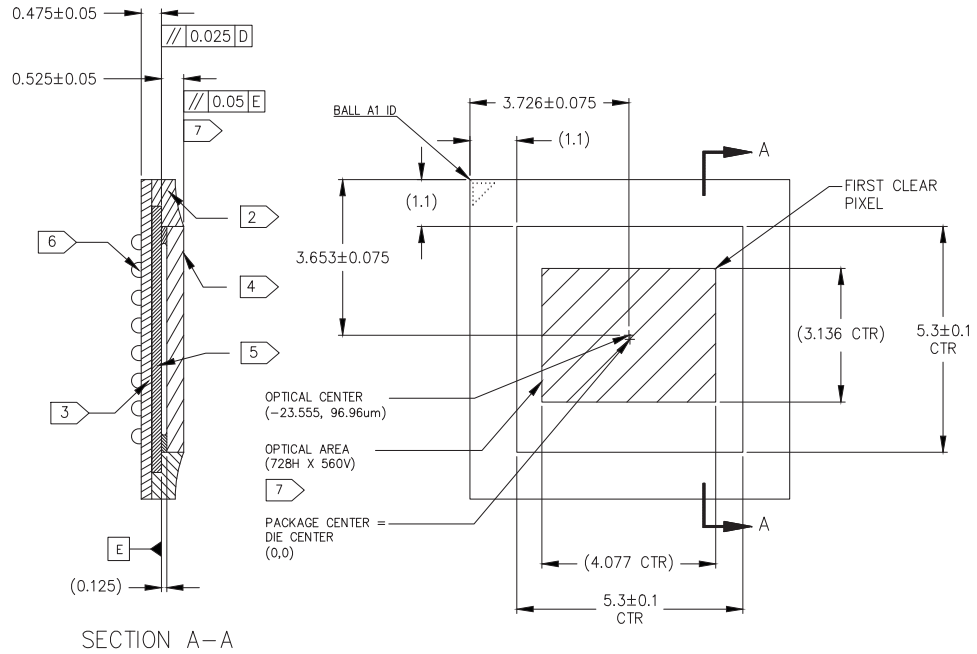 0.475±0.05
// 0.025 D
0.525±0.05
// 0.05 E
7
BALL A1 ID
3.726±0.075
(1.1)
A
(1.1)
FIRST CLEAR
PIXEL
2
6
3.653±0.075
4
(3.136 CTR)
5.3±0.1
CTR
5
OPTICAL CENTER
(-23.555, 96.96um)
3
OPTICAL AREA
(728H X 560V)
7
PACKAGE CENTER =
DIE CENTER
(0,0)
A
E
(0.125)
(4.077 CTR)
5.3±0.1
CTR
SECTION A-A